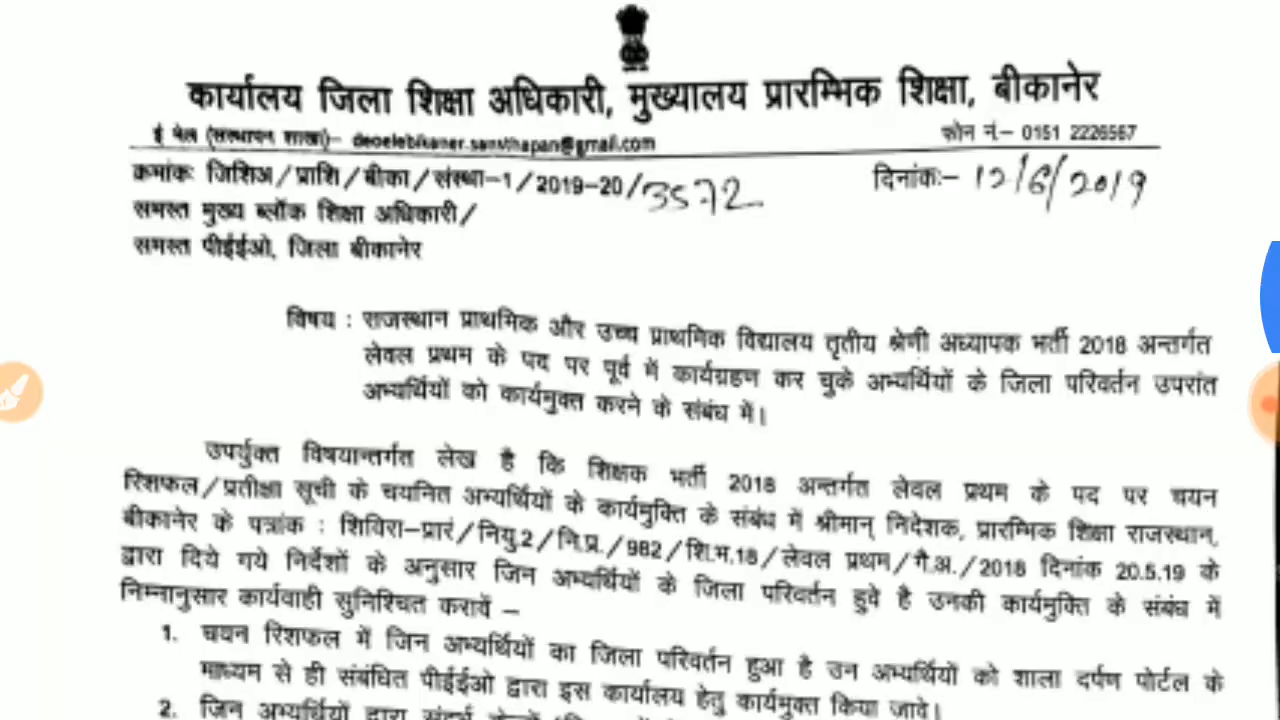 कार्यालय जिला शिक्षा अधिकारी, मुख्यालय प्रारम्भिक शिक्षा, बीकानेर
ई मेल (संस्थापन शाखा)- deoelebikaner.sansthapan@gmail.com फोन नं- 0151 2226567
कमांकः जिशिअ/प्राशि/बीका/संस्था-1/2019-20/3572 दिनांकः- 12/6/2019
समस्त मुख्य ब्लॉक शिक्षा अधिकारी/
समस्त पीईईओ, जिला बीकानेर
विषय : राजस्थान प्राथमिक और उच्च प्राथमिक विद्यालय तृतीय श्रेणी अध्यापक भर्ती 2018 अन्तर्गत
लेवल प्रथम के पद पर पूर्व में कार्यग्रहण कर चुके अभ्यर्थियों के जिला परिवर्तन उपरांत
अभ्यर्थियों को कार्यमुक्त करने के संबंध में।
उपर्युक्त विषयान्तर्गत लेख है कि शिक्षक भर्ती 2018 अन्तर्गत लेवल प्रथम के पद पर चयन
रिशफल/प्रतीक्षा सूची के चयनित अभ्यर्थियों के कार्यमुक्ति के संबंध में श्रीमान् निदेशक, प्रारम्भिक शिक्षा राजस्थान,
बीकानेर के पत्रांक : शिविरा-प्रारं/नियु.2/नि.प्र./982/शि.भ.18/लेवल प्रथम/गै.अ./2018 दिनांक 20.5.19 के
द्वारा दिये गये निर्देशों के अनुसार जिन अभ्यर्थियों के जिला परिवर्तन हुवे है उनकी कार्यमुक्ति के संबंध में
निम्नानुसार कार्यवाही सुनिश्चित करावें –
1. चयन रिशफल में जिन अभ्यर्थियों का जिला परिवर्तन हुआ है उन अभ्यर्थियों को शाला दर्पण पोर्टल के
माध्यम से ही संबंधित पीईईओ द्वारा इस कार्यालय हेतु कार्यमुक्त किया जावे।
2. जिन अभ्यर्थियों द्वारा